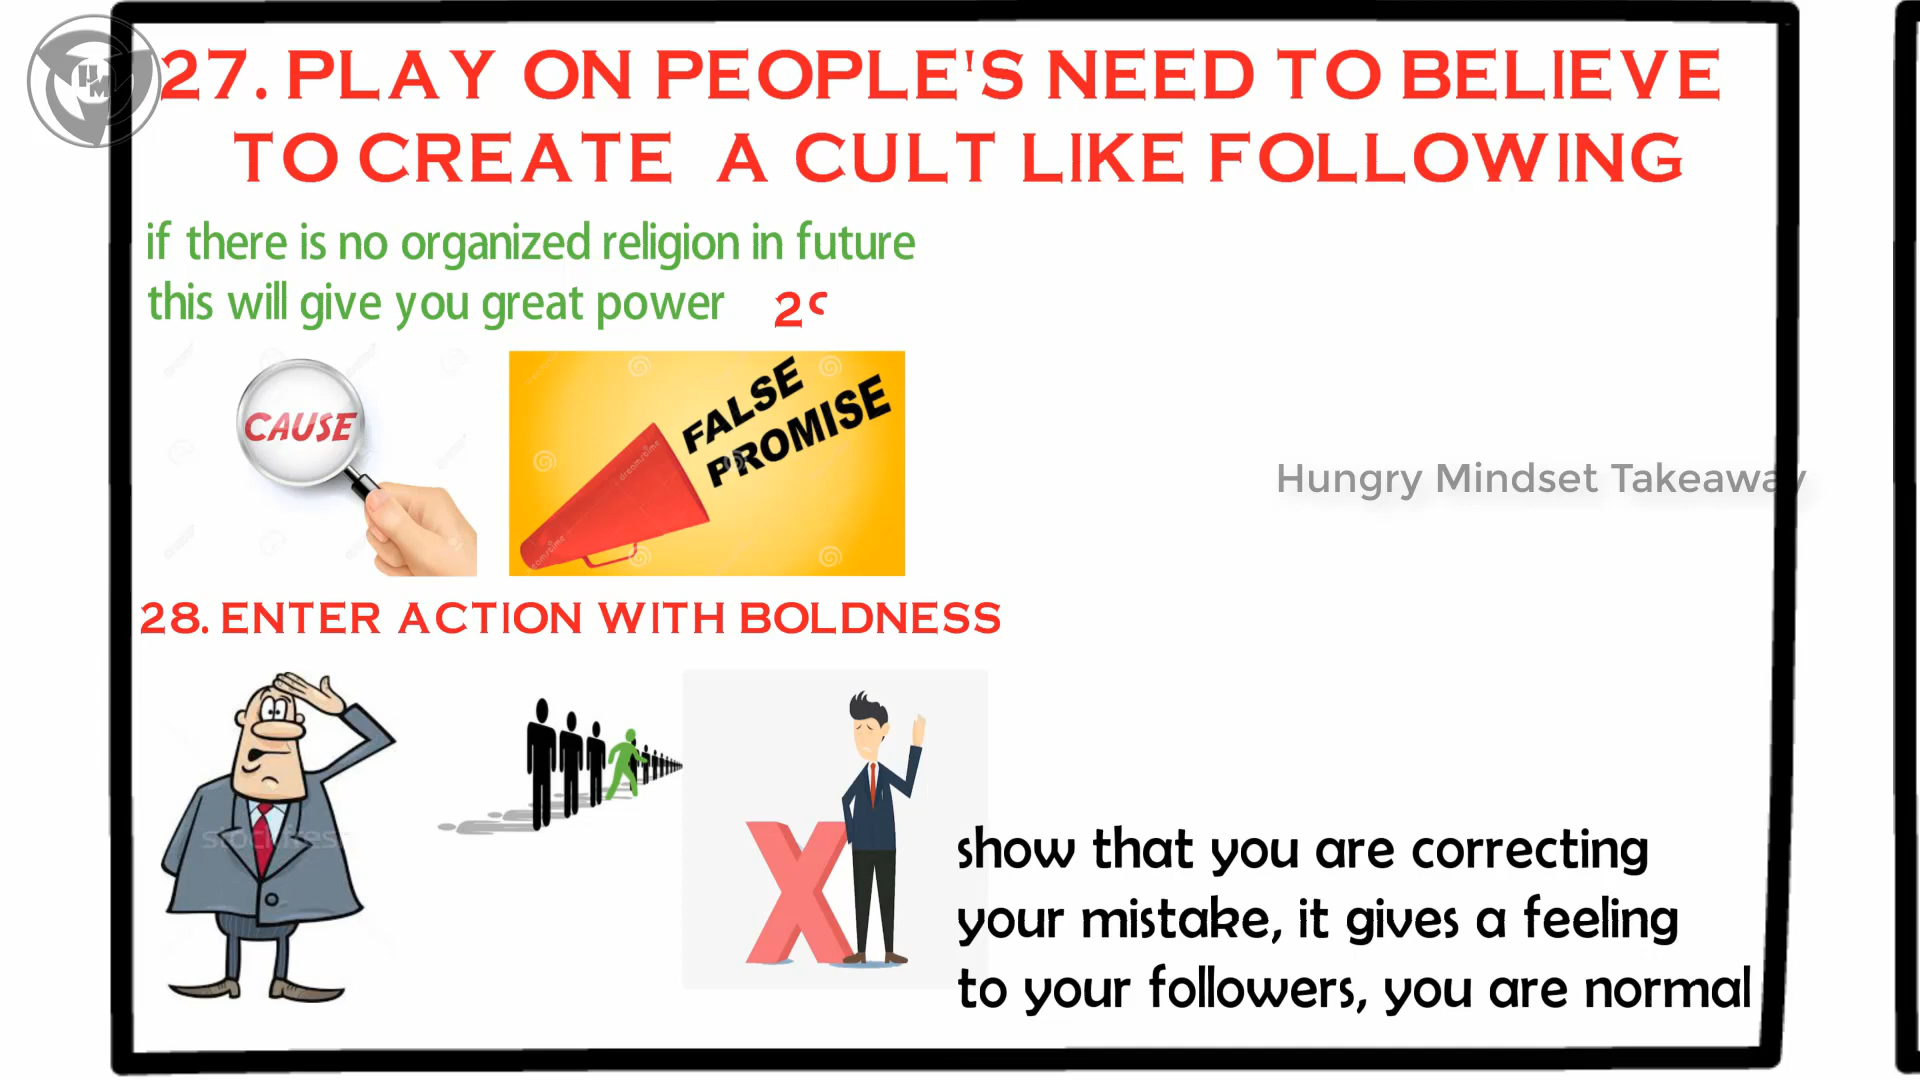 27. PLAY ON PEOPLE'S NEED TO BELIEVE
TO CREATE A CULT LIKE FOLLOWING
if there is no organized religion in future
this will give you great power
CAUSE
FALSE
PROMISE
Hungry Mindset Takeaway
28. ENTER ACTION WITH BOLDNESS
X
show that you are correcting
your mistake, it gives a feeling
to your followers, you are normal
HM